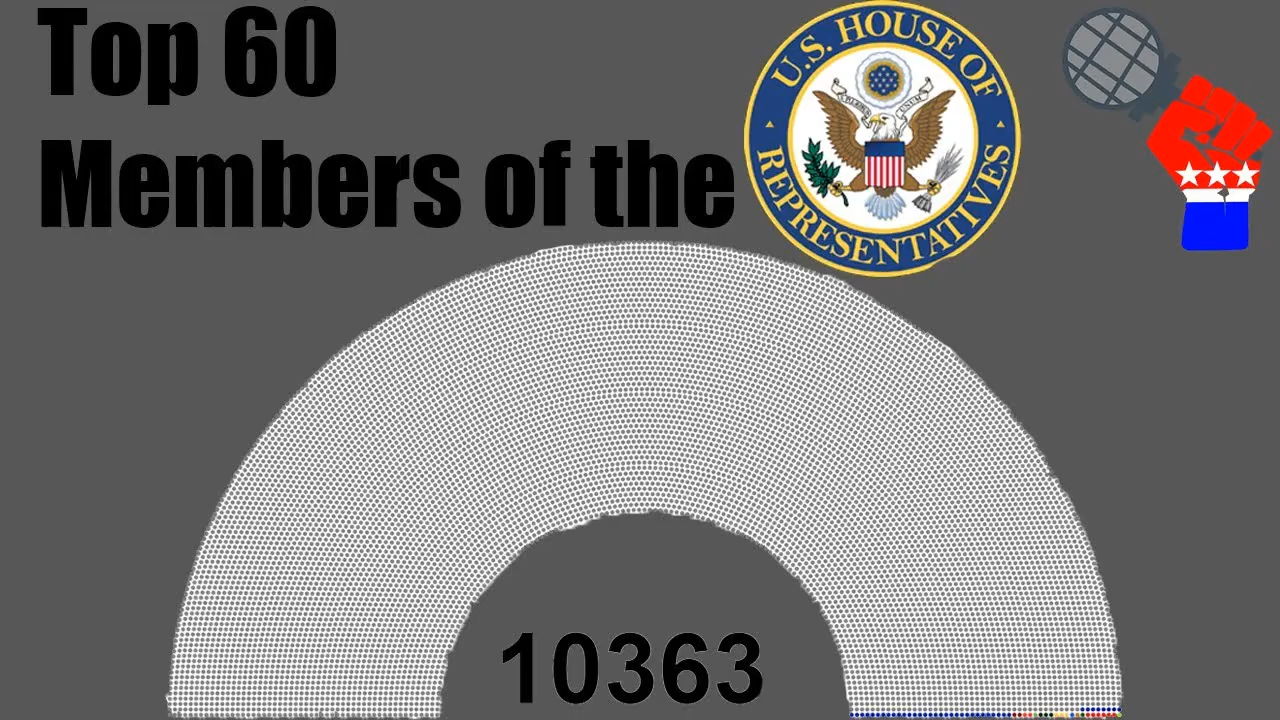 Top 60
Members of the
U.S. HOUSE OF
REPRESENTATIVES
10363